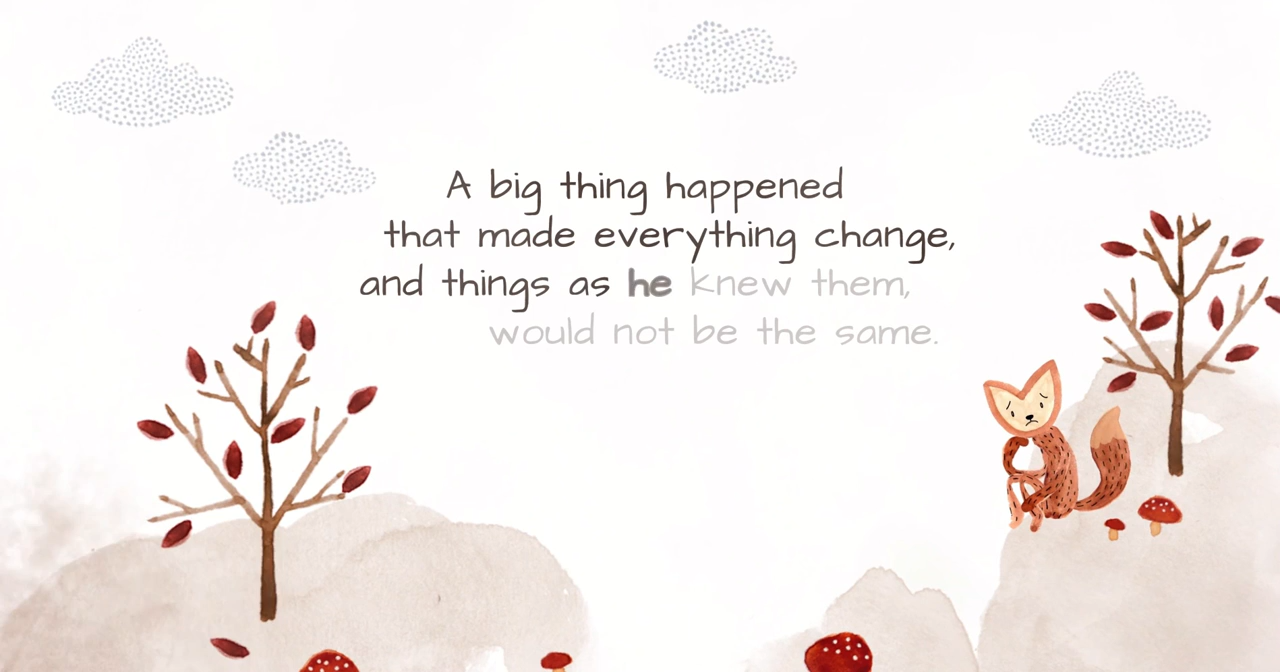 A big thing happened
that made everything change,
and things as he knew them,
would not be the same.